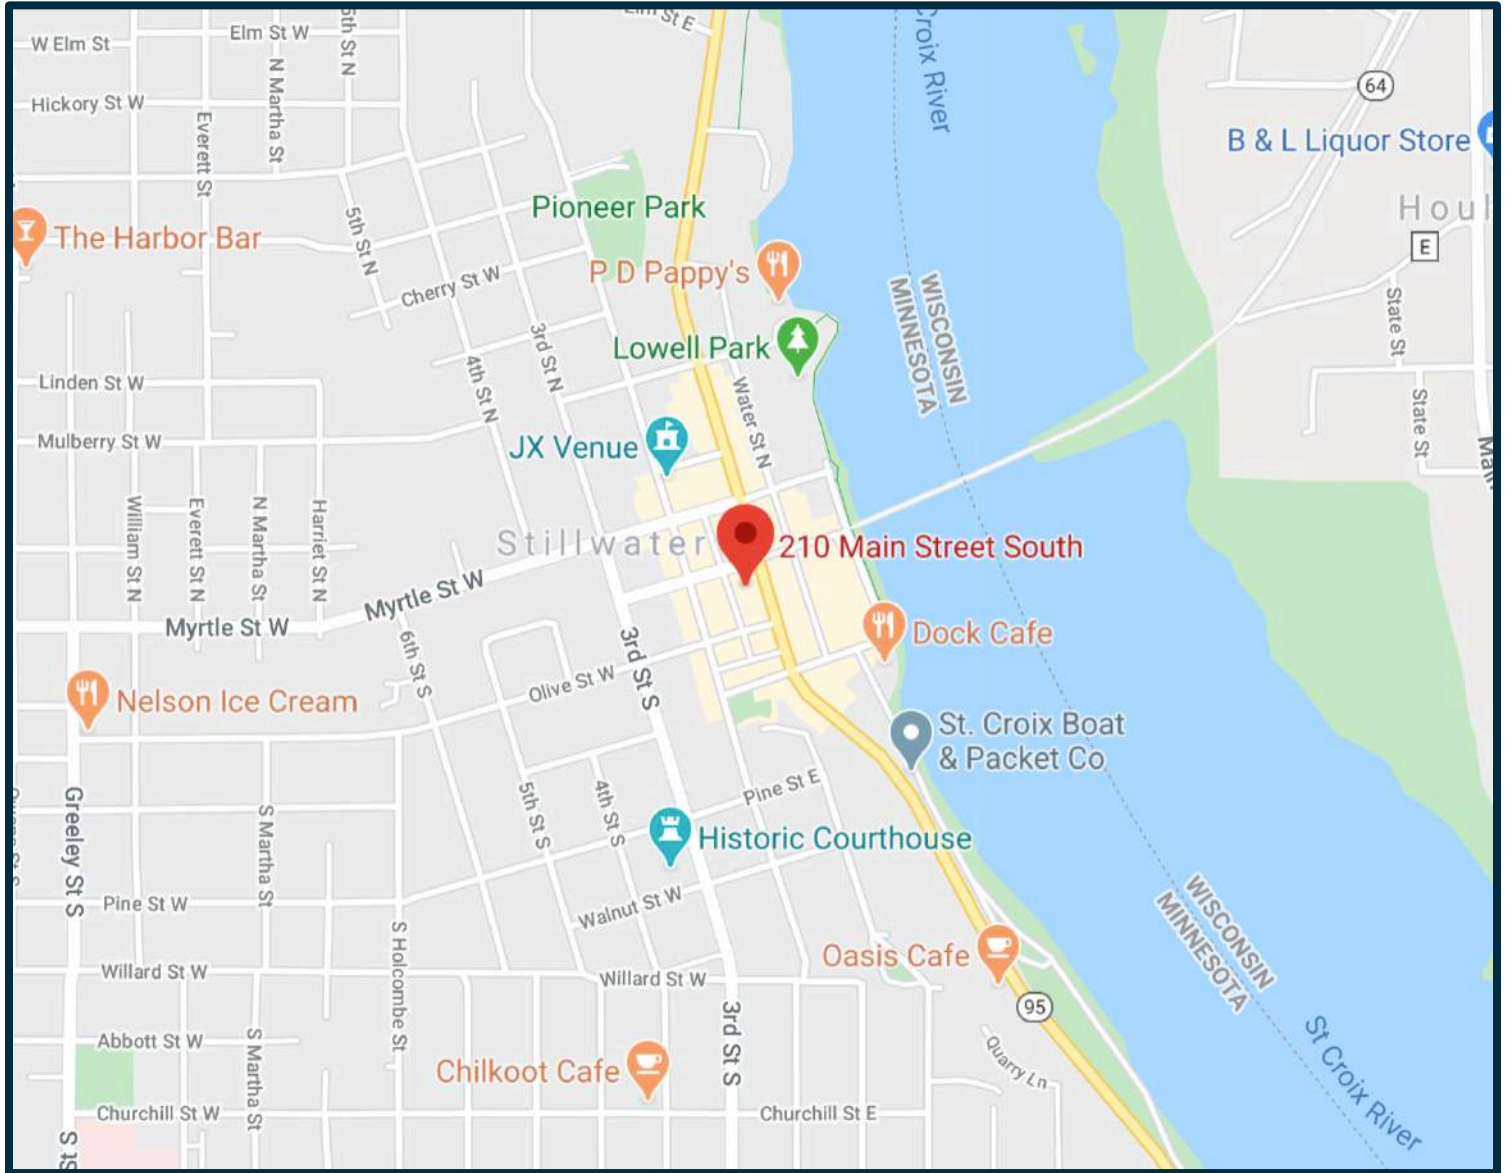 Elm St E
W Elm St
Elm St W
5th St N
N Martha St
Hickory St W
Everett St
Croix River
64
B & L Liquor Store
Houl
E
Pioneer Park
The Harbor Bar
5th St N
P D Pappy's
Cherry St W
WISCONSIN
MINNESOTA
State St
3rd St N
Lowell Park
4th St N
Water St N
Linden St W
State St
Mulberry St W
JX Venue
Main
William St N
Everett St N
N Martha St
Harriet St N
Stillwater
210 Main Street South
Myrtle St W
Myrtle St W
6th St S
3rd St S
Dock Cafe
Olive St W
Nelson Ice Cream
St. Croix Boat
& Packet Co
Pine St E
5th St S
4th St S
Greeley St S
S Martha St
Historic Courthouse
Pine St W
Walnut St W
WISCONSIN
MINNESOTA
S Holcombe St
Oasis Cafe
Willard St W
Willard St W
95
3rd St S
Abbott St W
S Martha St
Chilkoot Cafe
Quarry Ln
St Croix River
Churchill St W
Churchill St E